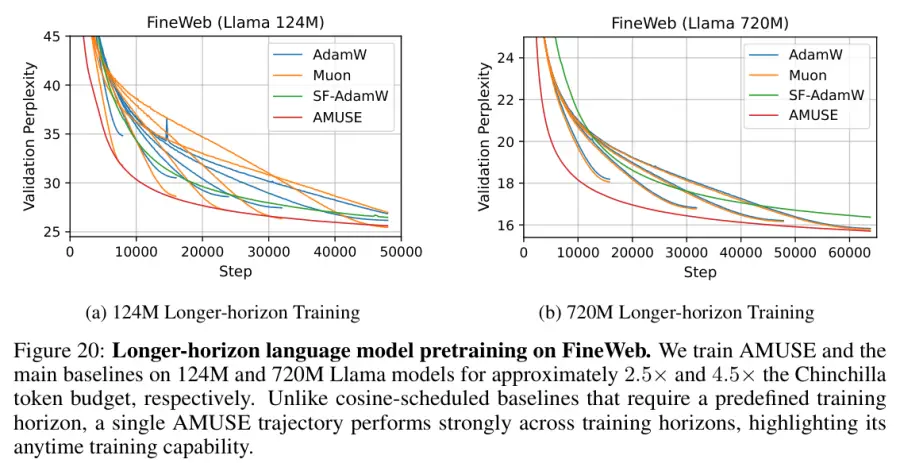 FineWeb (Llama 124M)
45
40
35
30
25
Validation Perplexity
AdamW
Muon
SF-AdamW
AMUSE
0
10000
20000
30000
40000
50000
Step
(a) 124M Longer-horizon Training
FineWeb (Llama 720M)
24
22
20
18
16
Validation Perplexity
AdamW
Muon
SF-AdamW
AMUSE
0
10000
20000
30000
40000
50000
60000
Step
(b) 720M Longer-horizon Training
Figure 20: Longer-horizon language model pretraining on FineWeb. We train AMUSE and the
main baselines on 124M and 720M Llama models for approximately 2.5× and 4.5× the Chinchilla
token budget, respectively. Unlike cosine-scheduled baselines that require a predefined training
horizon, a single AMUSE trajectory performs strongly across training horizons, highlighting its
anytime training capability.